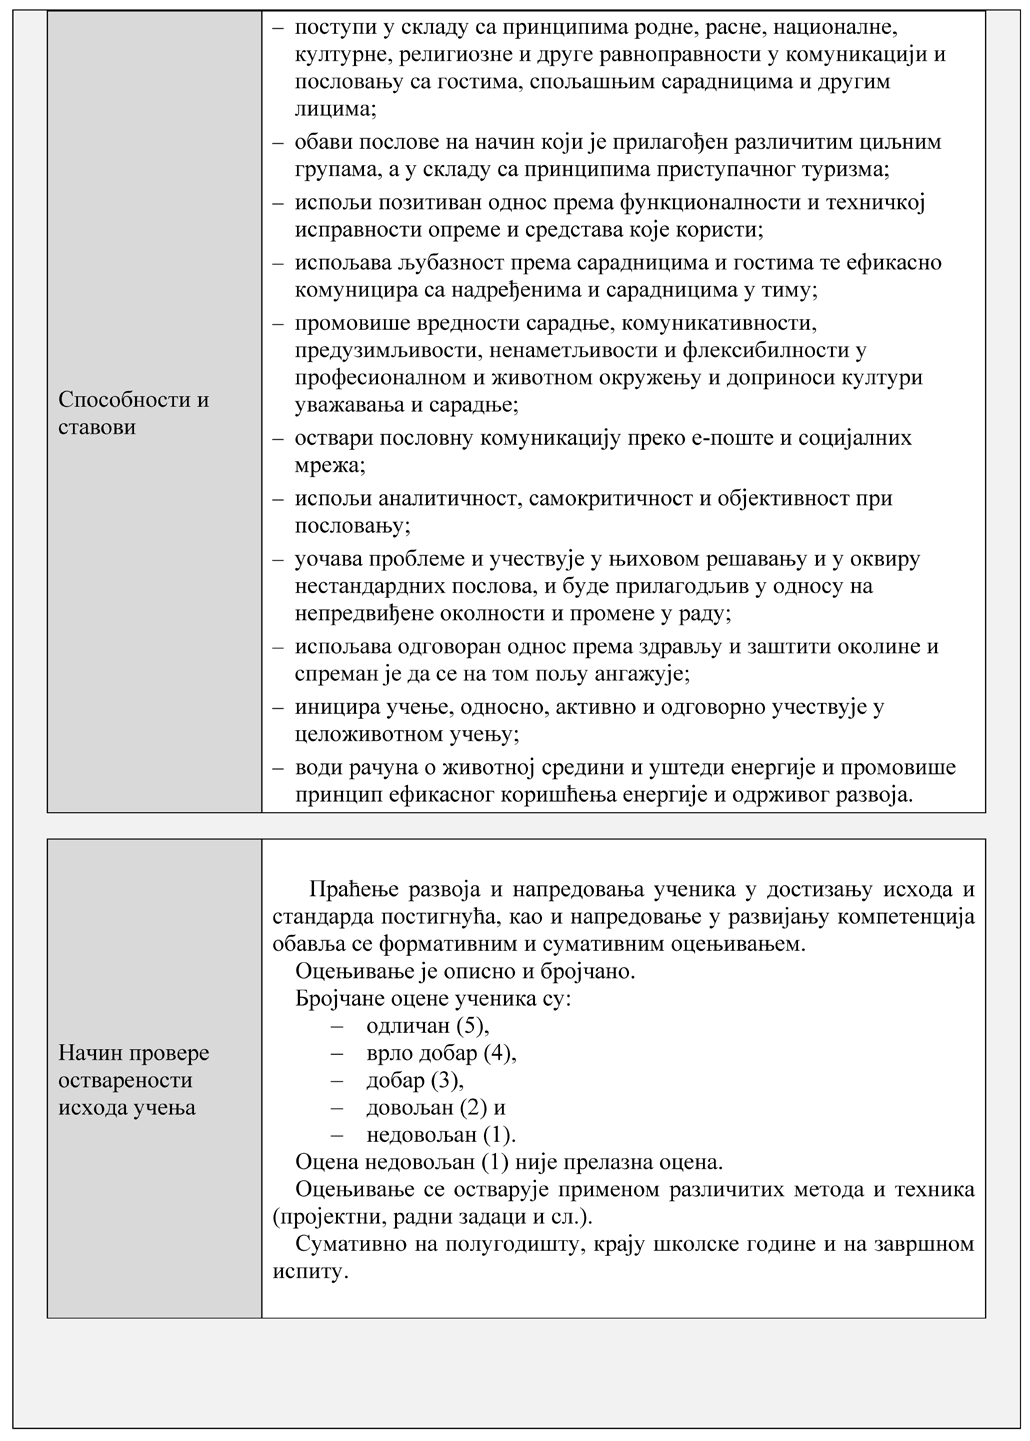 Способности и
ставови
– поступи у складу са принципима родне, расне, националне,
културне, религиозне и друге равноправности у комуникацији и
пословању са гостима, спољашњим сарадницима и другим
лицима;
– обави послове на начин који је прилагођен различитим циљним
групама, а у складу са принципима приступачног туризма;
– испољи позитиван однос према функционалности и техничкој
исправности опреме и средстава које користи;
– испољава љубазност према сарадницима и гостима те ефикасно
комуницира са надређенима и сарадницима у тиму;
– промовише вредности сарадње, комуникативности,
предузимљивости, ненаметљивости и флексибилности у
професионалном и животном окружењу и доприноси култури
уважавања и сарадње;
– оствари пословну комуникацију преко е-поште и социјалних
мрежа;
– испољи аналитичност, самокритичност и објективност при
пословању;
– уочава проблеме и учествује у њиховом решавању и у оквиру
нестандардних послова, и буде прилагодљив у односу на
непредвиђене околности и промене у раду;
– испољава одговоран однос према здрављу и заштити околине и
спреман је да се на том пољу ангажује;
– иницира учење, односно, активно и одговорно учествује у
целоживотном учењу;
– води рачуна о животној средини и уштеди енергије и промовише
принцип ефикасног коришћења енергије и одрживог развоја.
Начин провере
остварености
исхода учења
Праћење развоја и напредовања ученика у достизању исхода и
стандарда постигнућа, као и напредовање у развијању компетенција
обавља се формативним и сумативним оцењивањем.
Оцењивање је описно и бројчано.
Бројчане оцене ученика су:
– одличан (5),
– врло добар (4),
– добар (3),
– довољан (2) и
– недовољан (1).
Оцена недовољан (1) није прелазна оцена.
Оцењивање се остварује применом различитих метода и техника
(пројектни, радни задаци и сл.).
Сумативно на полугодишту, крају школске године и на завршном
испиту.